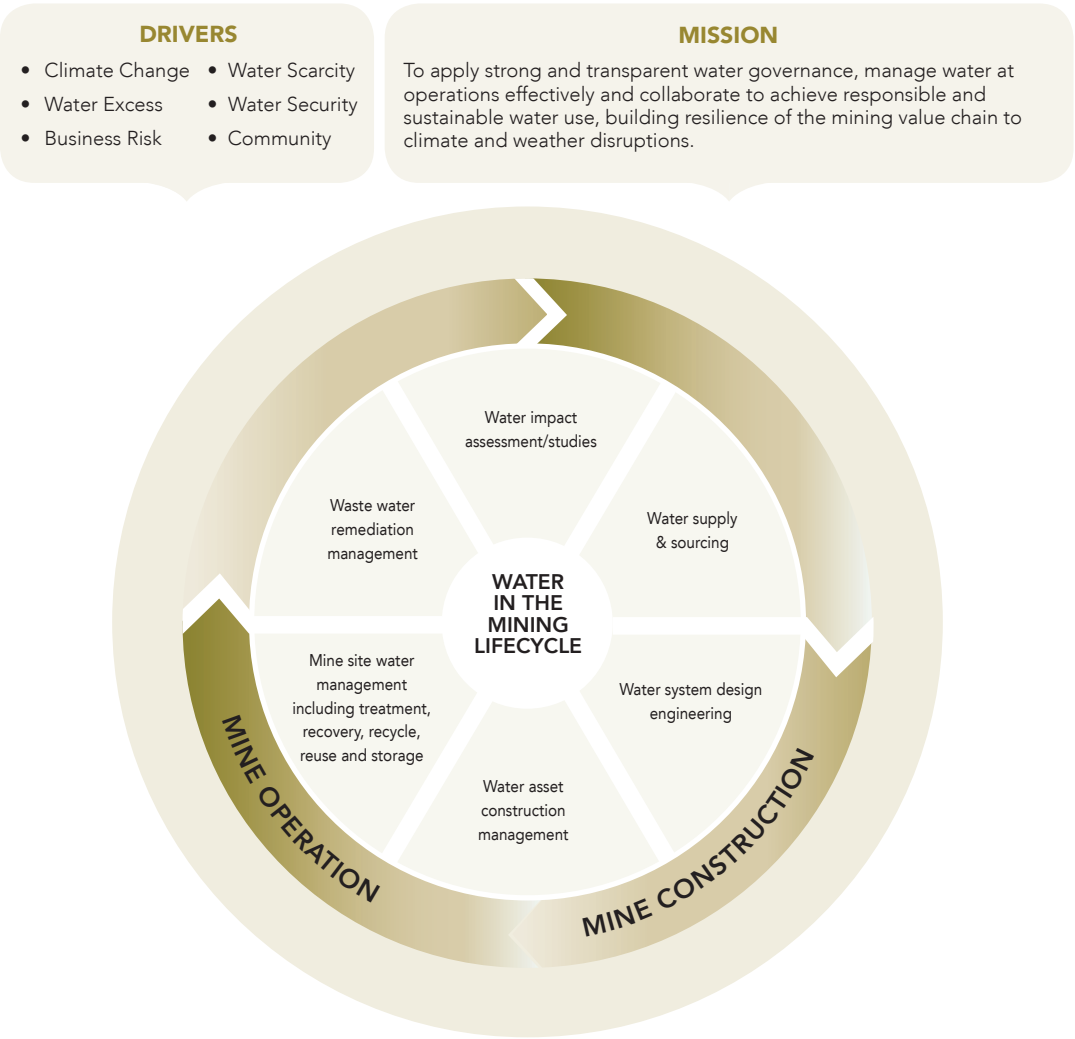 DRIVERS
• Climate Change
• Water Excess
• Business Risk
• Water Scarcity
• Water Security
• Community
MISSION
To apply strong and transparent water governance, manage water at
operations effectively and collaborate to achieve responsible and
sustainable water use, building resilience of the mining value chain to
climate and weather disruptions.
Water impact
assessment/studies
Water supply
& sourcing
Water system design
engineering
Water asset
construction
management
Mine site water
management
including treatment,
recovery, recycle,
reuse and storage
Waste water
remediation
management
WATER
IN THE
MINING
LIFECYCLE
MINE CONSTRUCTION
MINE OPERATION